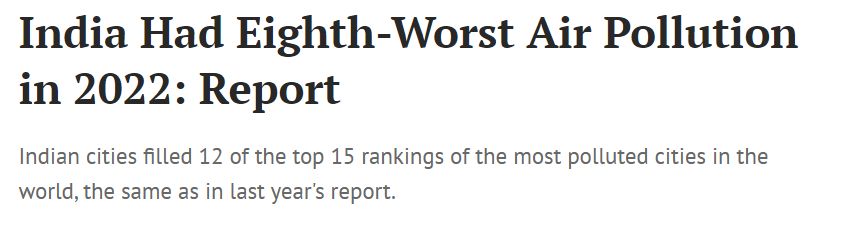 India Had Eighth-Worst Air Pollution
in 2022: Report
Indian cities filled 12 of the top 15 rankings of the most polluted cities in the
world, the same as in last year's report.